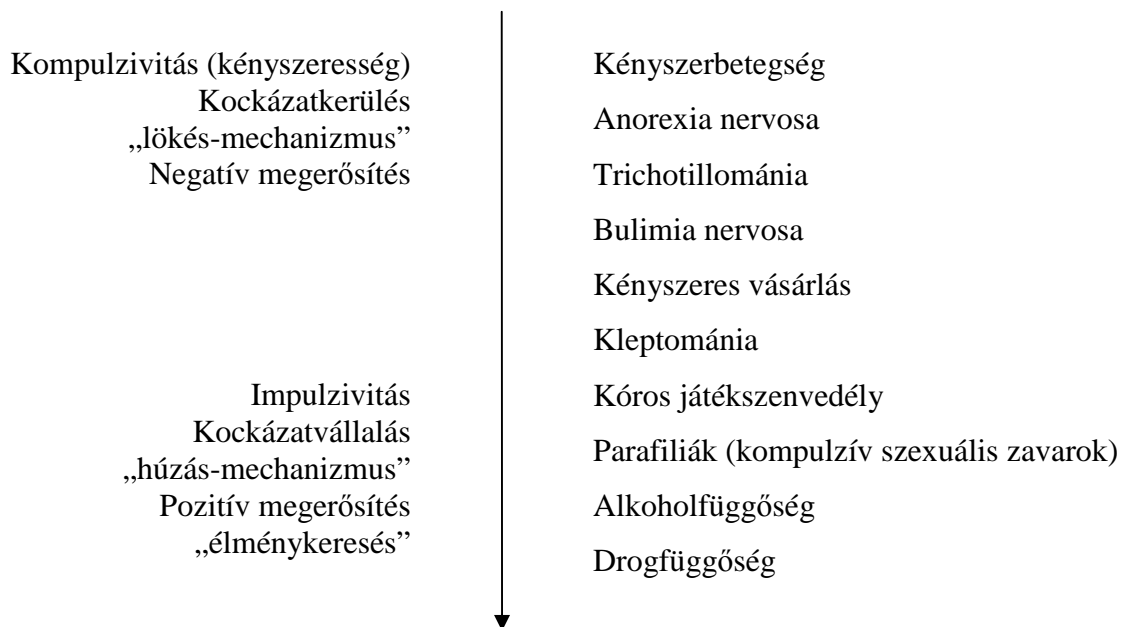 Kompulzivitás (kényszeresség)
Kockázatkerülés
„lökés-mechanizmus”
Negatív megerősítés
Impulzivitás
Kockázatvállalás
„húzás-mechanizmus”
Pozitív megerősítés
„élménykeresés”
Kényszerbetegség
Anorexia nervosa
Trichotillománia
Bulimia nervosa
Kényszeres vásárlás
Kleptománia
Kóros játékszenvedély
Parafiliák (kompulzív szexuális zavarok)
Alkoholfüggőség
Drogfüggőség